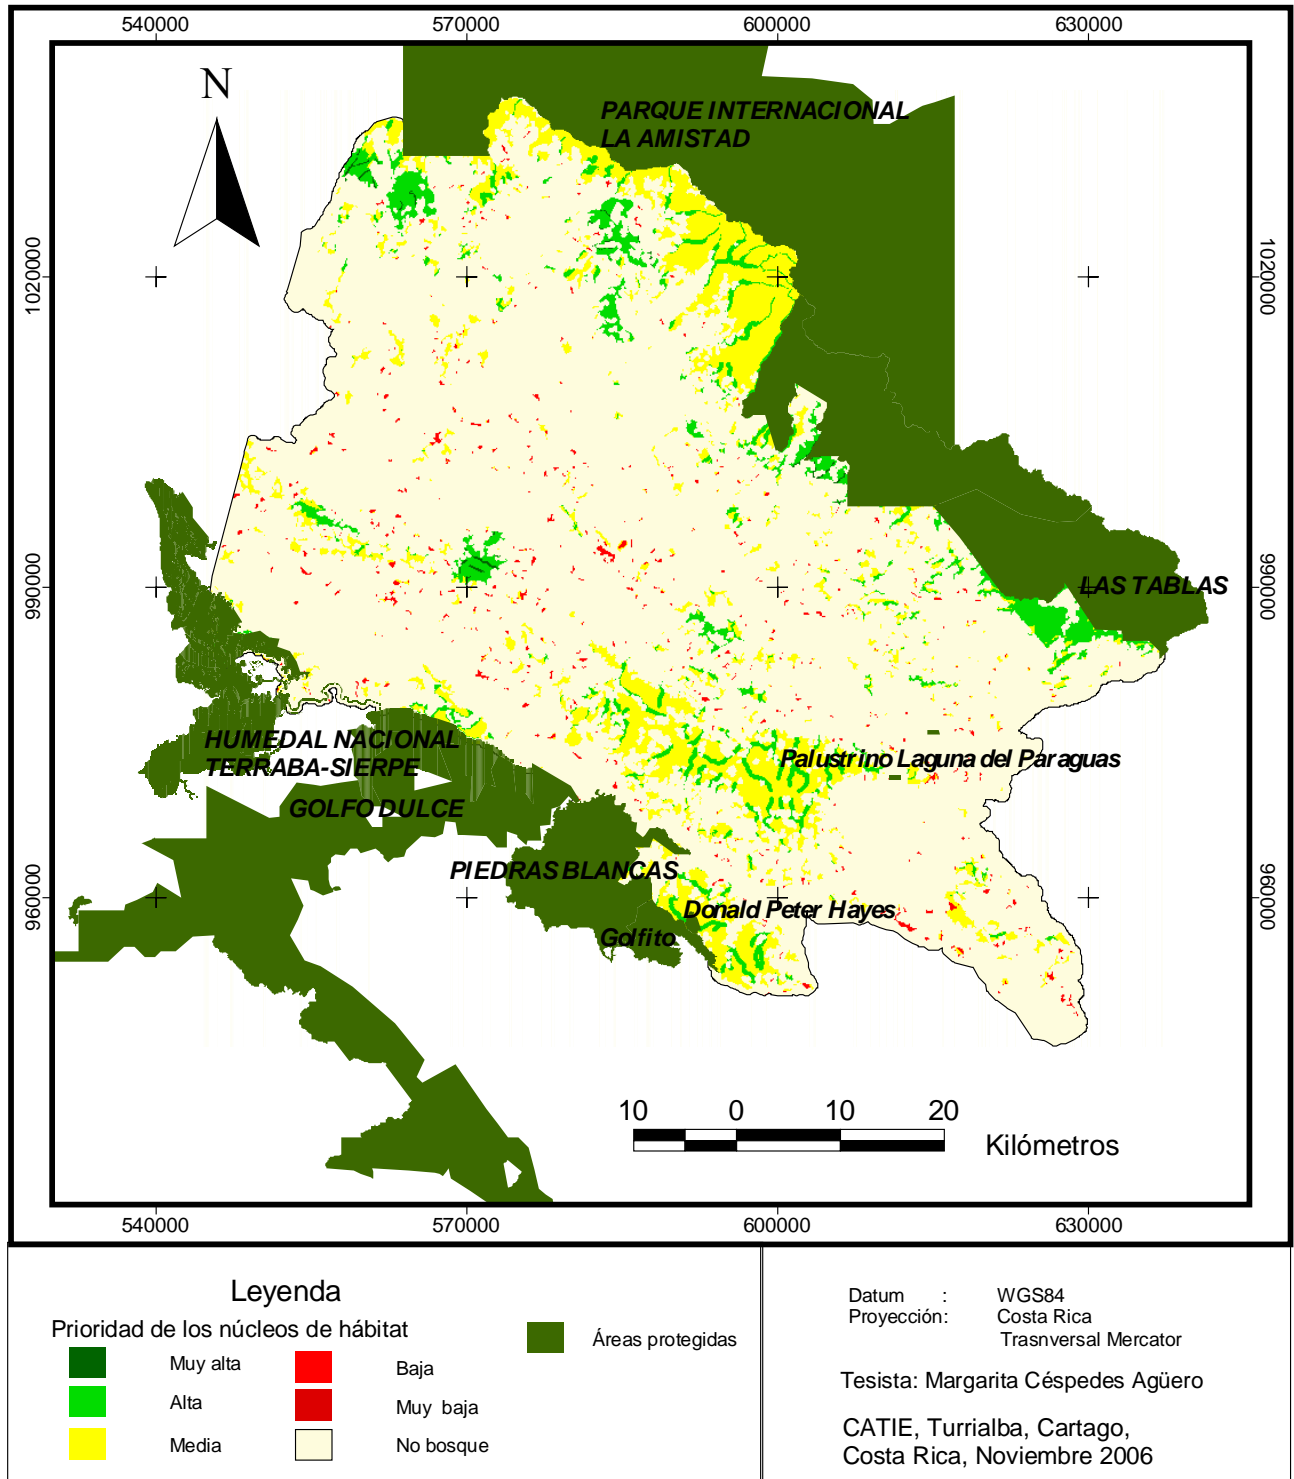 540000 570000 600000 630000
N
PARQUE INTERNACIONAL
LA AMISTAD
1020000 1020000
990000 990000
LAS TABLAS
HUMEDAL NACIONAL
TERRABA-SIERPE
Palustrino Laguna del Paraguas
GOLFO DULCE
PIEDRAS BLANCAS
960000 960000
Donald Peter Hayes
Golfito
10 0 10 20
Kilómetros
540000 570000 600000 630000
Leyenda
Prioridad de los núcleos de hábitat
Muy alta
Alta
Media
Baja
Muy baja
No bosque
Áreas protegidas
Datum : WGS84
Proyección: Costa Rica
Trasnversal Mercator
Tesista: Margarita Céspedes Agüero
CATIE, Turrialba, Cartago,
Costa Rica, Noviembre 2006